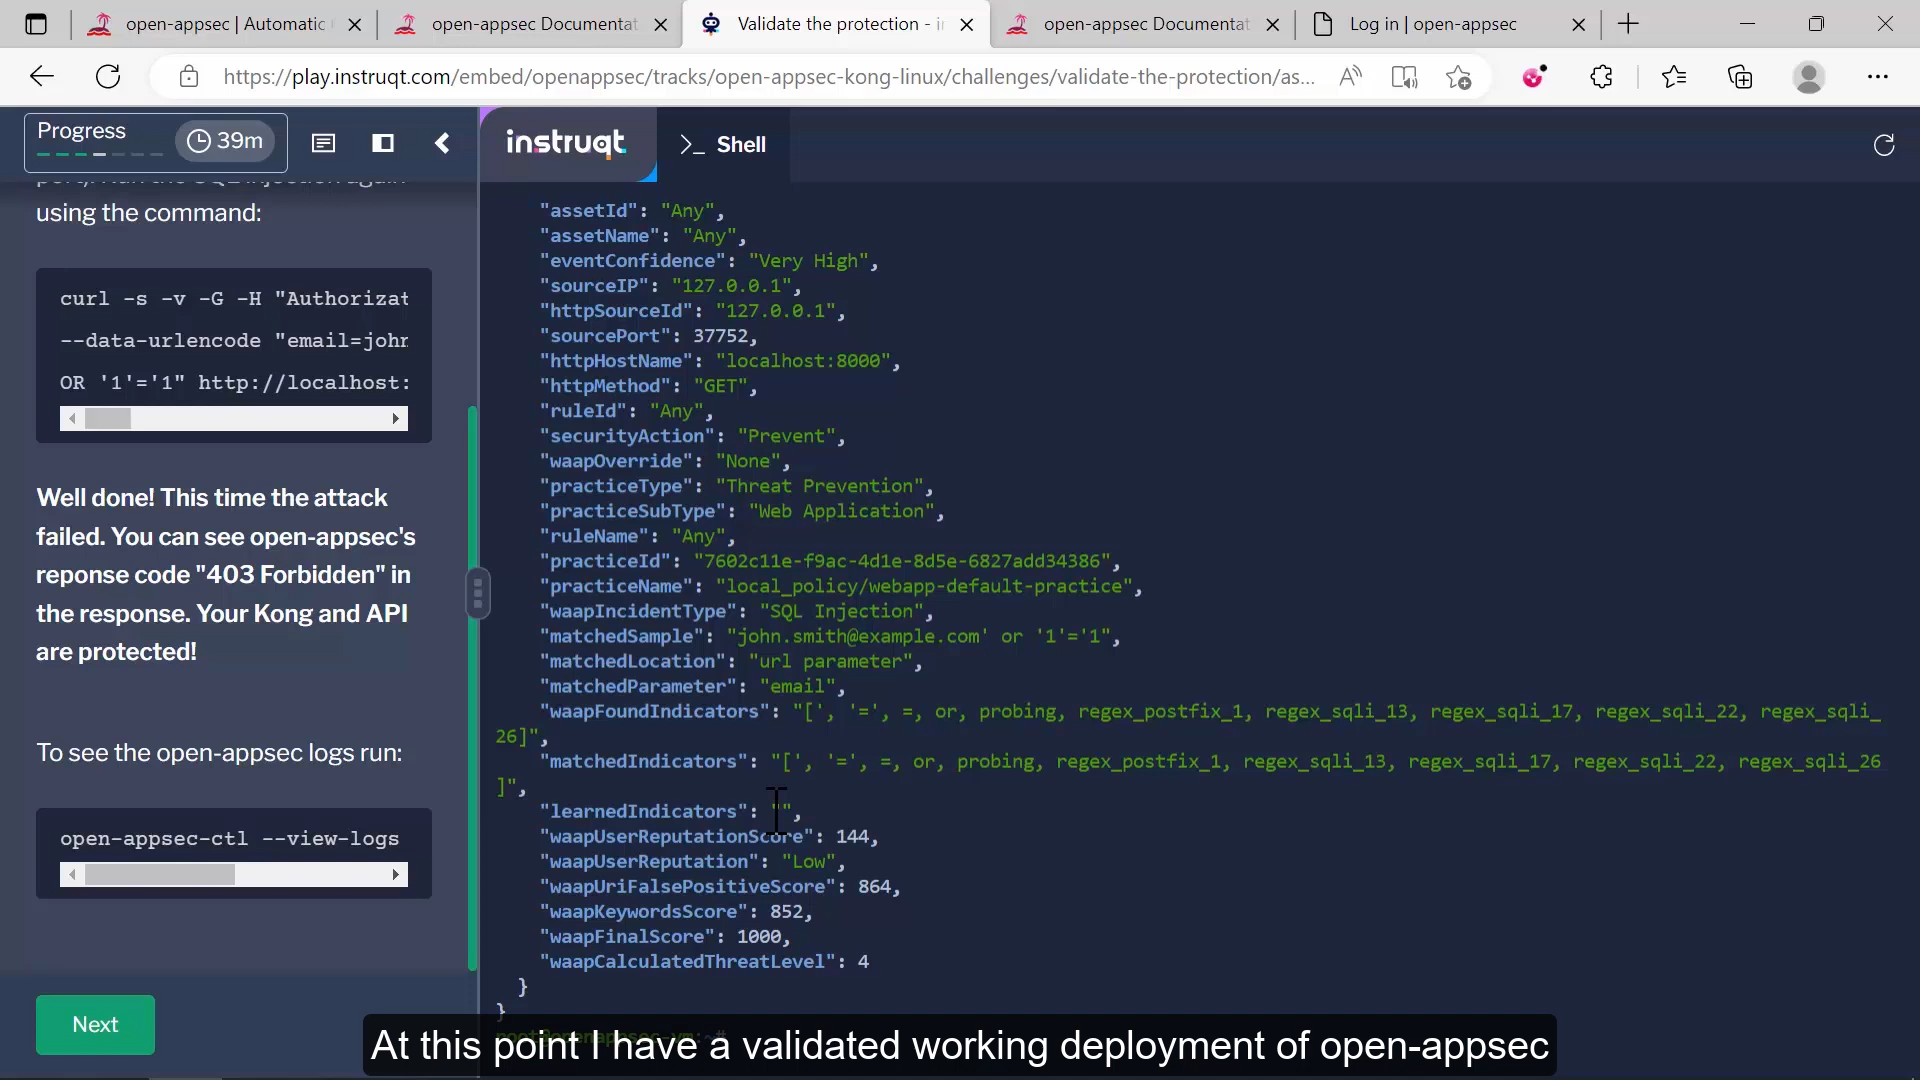 open-appsec | Automatic
open-appsec Documentat
Validate the protection - i
open-appsec Documentat
Log in | open-appsec
https://play.instruqt.com/embed/openappsec/tracks/open-appsec-kong-linux/challenges/validate-the-protection/as...
Progress
39m
instruqt
>_ Shell
using the command:
curl -s -v -G -H "Authorizat
--data-urlencode "email=john
OR '1'='1" http://localhost:
Well done! This time the attack
failed. You can see open-appsec's
reponse code "403 Forbidden" in
the response. Your Kong and API
are protected!
To see the open-appsec logs run:
open-appsec-ctl --view-logs
Next
"assetId": "Any",
"assetName": "Any",
"eventConfidence": "Very High",
"sourceIP": "127.0.0.1",
"httpSourceId": "127.0.0.1",
"sourcePort": 37752,
"httpHostName": "localhost:8000",
"httpMethod": "GET",
"ruleId": "Any",
"securityAction": "Prevent",
"waapOverride": "None",
"practiceType": "Threat Prevention",
"practiceSubType": "Web Application",
"ruleName": "Any",
"practiceId": "7602c11e-f9ac-4d1e-8d5e-6827add34386",
"practiceName": "local_policy/webapp-default-practice",
"waapIncidentType": "SQL Injection",
"matchedSample": "john.smith@example.com' or '1'='1",
"matchedLocation": "url parameter",
"matchedParameter": "email",
"waapFoundIndicators": "[', '=', =, or, probing, regex_postfix_1, regex_sqli_13, regex_sqli_17, regex_sqli_22, regex_sqli_
26]",
"matchedIndicators": "[', '=', =, or, probing, regex_postfix_1, regex_sqli_13, regex_sqli_17, regex_sqli_22, regex_sqli_26
]",
"learnedIndicators": "",
"waapUserReputationScore": 144,
"waapUserReputation": "Low",
"waapUriFalsePositiveScore": 864,
"waapKeywordsScore": 852,
"waapFinalScore": 1000,
"waapCalculatedThreatLevel": 4
}
}
At this point I have a validated working deployment of open-appsec